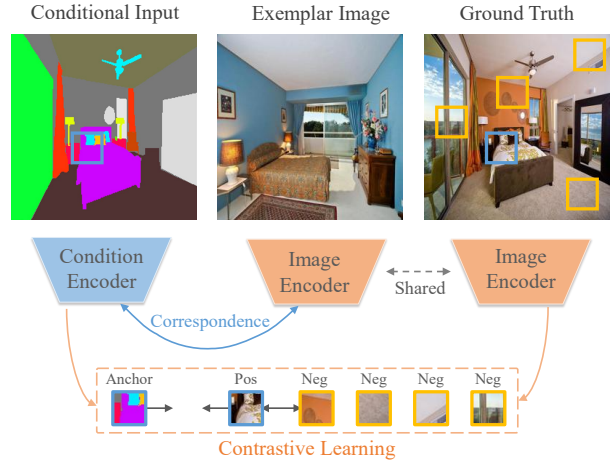 Conditional Input Exemplar Image Ground Truth
Condition Encoder
Image Encoder
Shared
Image Encoder
Correspondence
Anchor Pos Neg Neg Neg Neg
Contrastive Learning